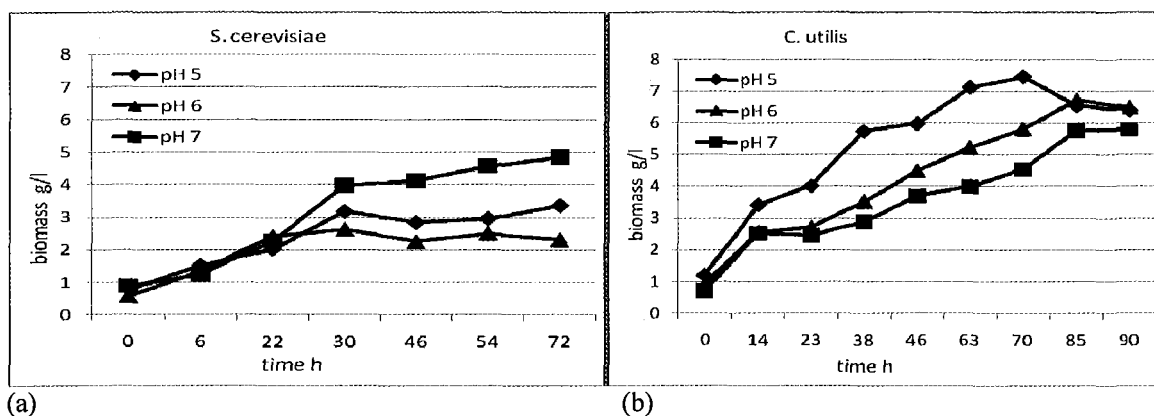 S. cerevisiae
8
7
6
5
4
3
2
1
0
biomass g/l
pH 5
pH 6
pH 7
0 6 22 30 46 54 72
time h
(a)
C. utilis
8
7
6
5
4
3
2
1
0
biomass g/l
pH 5
pH 6
pH 7
0 14 23 38 46 63 70 85 90
time h
(b)